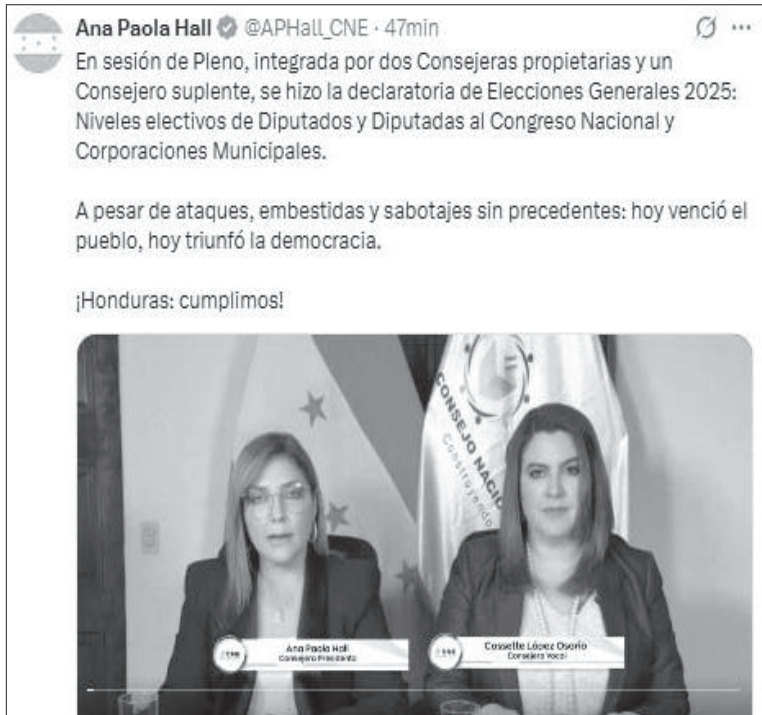 Ana Paola Hall @APHall_CNE · 47min
En sesión de Pleno, integrada por dos Consejeras propietarias y un
Consejero suplente, se hizo la declaratoria de Elecciones Generales 2025:
Niveles electivos de Diputados y Diputadas al Congreso Nacional y
Corporaciones Municipales.
A pesar de ataques, embestidas y sabotajes sin precedentes: hoy venció el
pueblo, hoy triunfó la democracia.
¡Honduras: cumplimos!
CONSEJO NACIO
Construyendo
CNE
Ana Paola Hall
Consejera Presidenta
CNE
Cossette López Osorio
Consejera Vocal